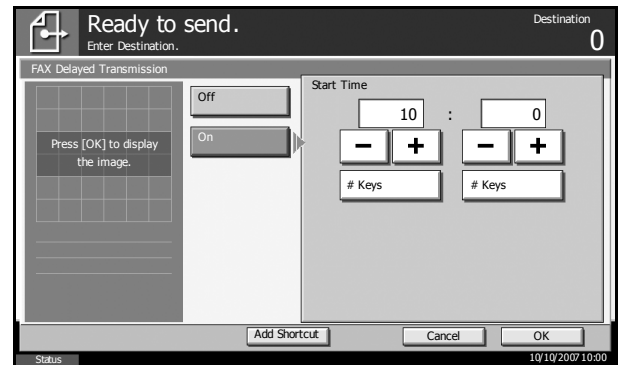 Ready to send.
Destination
Enter Destination.
0
FAX Delayed Transmission
Off
Start Time
10 : 0
On
Press [OK] to display
the image.
− + − +
# Keys # Keys
Add Shortcut Cancel OK
Status 10/10/2007 10:00